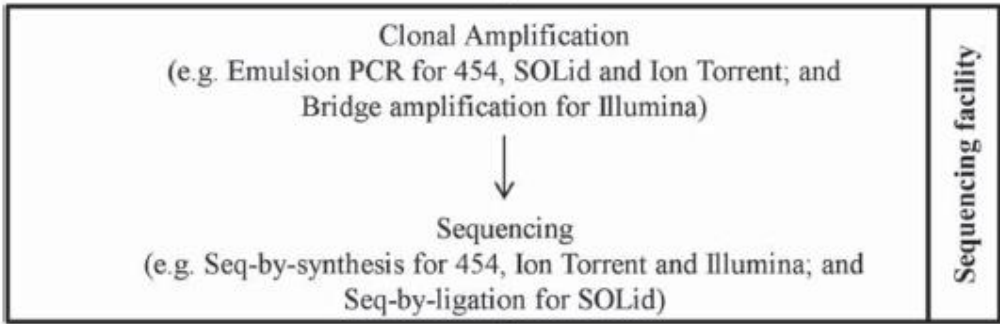 Clonal Amplification
(e.g. Emulsion PCR for 454, SOLid and Ion Torrent; and
Bridge amplification for Illumina)
Sequencing
(e.g. Seq-by-synthesis for 454, Ion Torrent and Illumina; and
Seq-by-ligation for SOLid)
Sequencing facility